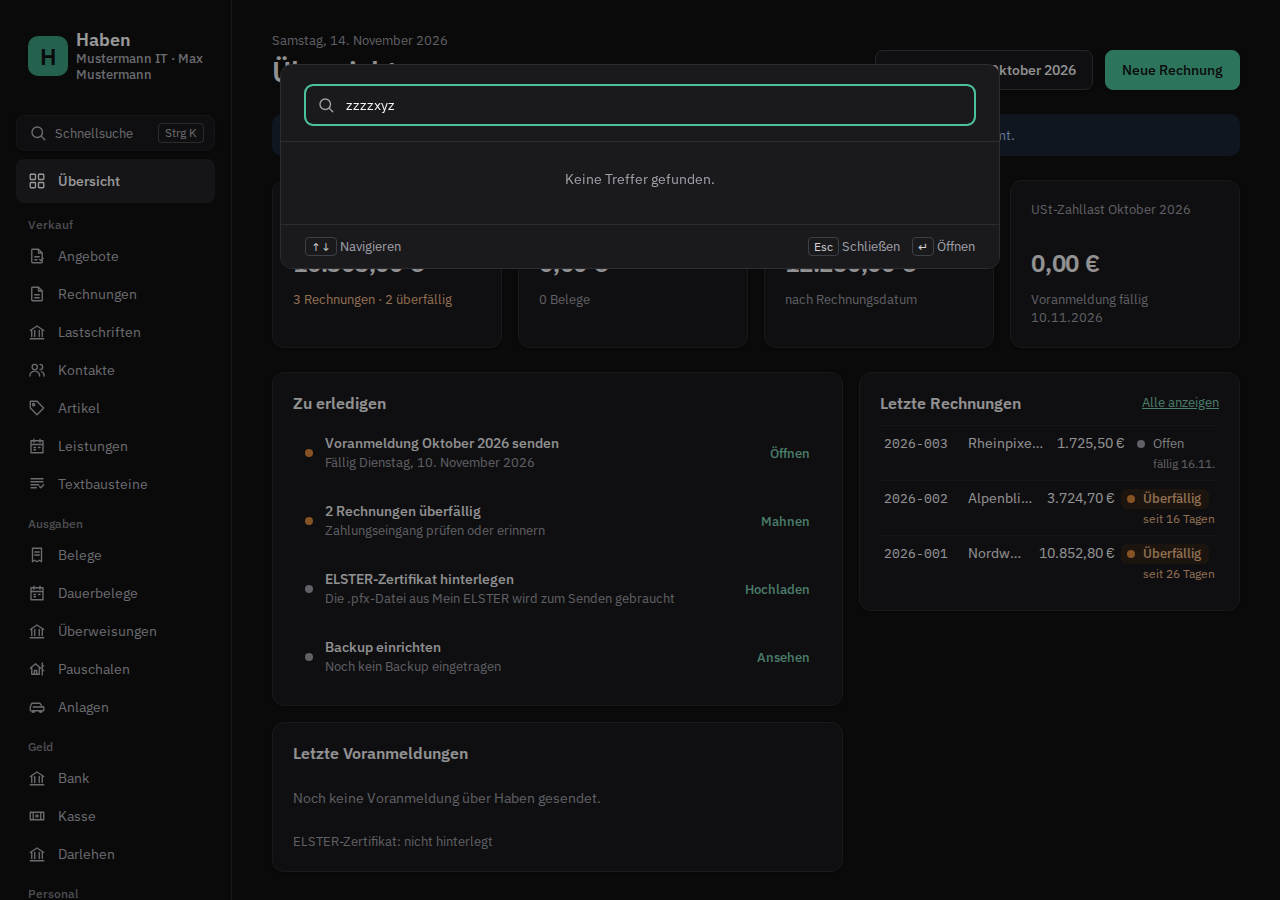 Haben
Mustermann IT · Max
Mustermann
Schnellsuche
Strg K
Übersicht
Verkauf
Angebote
Rechnungen
Lastschriften
Kontakte
Artikel
Leistungen
Textbausteine
Ausgaben
Belege
Dauerbelege
Überweisungen
Pauschalen
Anlagen
Geld
Bank
Kasse
Darlehen
Personal
Samstag, 14. November 2026
Oktober 2026
Neue Rechnung
zzzzxyz
Keine Treffer gefunden.
↑↓ Navigieren
Esc Schließen
↵ Öffnen
3 Rechnungen · 2 überfällig
0 Belege
nach Rechnungsdatum
USt-Zahllast Oktober 2026
0,00 €
Voranmeldung fällig
10.11.2026
Zu erledigen
Voranmeldung Oktober 2026 senden
Fällig Dienstag, 10. November 2026
Öffnen
2 Rechnungen überfällig
Zahlungseingang prüfen oder erinnern
Mahnen
ELSTER-Zertifikat hinterlegen
Die .pfx-Datei aus Mein ELSTER wird zum Senden gebraucht
Hochladen
Backup einrichten
Noch kein Backup eingetragen
Ansehen
Letzte Rechnungen
Alle anzeigen
2026-003 Rheinpixe… 1.725,50 € Offen
fällig 16.11.
2026-002 Alpenbli… 3.724,70 € Überfällig
seit 16 Tagen
2026-001 Nordw… 10.852,80 € Überfällig
seit 26 Tagen
Letzte Voranmeldungen
Noch keine Voranmeldung über Haben gesendet.
ELSTER-Zertifikat: nicht hinterlegt